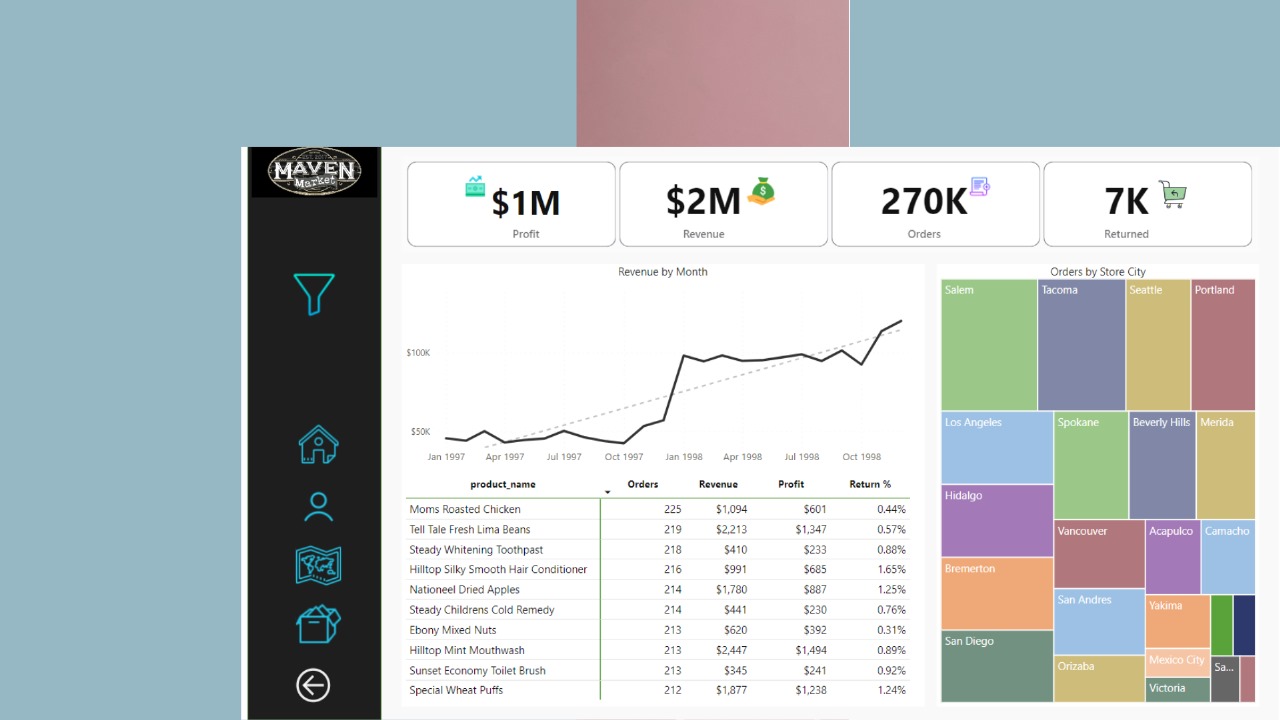 MAVEN
Market
$1M
Profit
$2M
Revenue
270K
Orders
7K
Returned
Revenue by Month
$100K
$50K
Jan 1997 Apr 1997 Jul 1997 Oct 1997 Jan 1998 Apr 1998 Jul 1998 Oct 1998
product_name Orders Revenue Profit Return %
Moms Roasted Chicken 225 $1,094 $601 0.44%
Tell Tale Fresh Lima Beans 219 $2,213 $1,347 0.57%
Steady Whitening Toothpast 218 $410 $233 0.88%
Hilltop Silky Smooth Hair Conditioner 216 $991 $685 1.65%
Nationeel Dried Apples 214 $1,780 $887 1.25%
Steady Childrens Cold Remedy 214 $441 $230 0.76%
Ebony Mixed Nuts 213 $620 $392 0.31%
Hilltop Mint Mouthwash 213 $2,447 $1,494 0.89%
Sunset Economy Toilet Brush 213 $345 $241 0.92%
Special Wheat Puffs 212 $1,877 $1,238 1.24%
Orders by Store City
Salem Tacoma Seattle Portland
Los Angeles Spokane Beverly Hills Merida
Hidalgo
Vancouver Acapulco Camacho
Bremerton
San Andres Yakima
San Diego
Orizaba Mexico City Sa...
Victoria